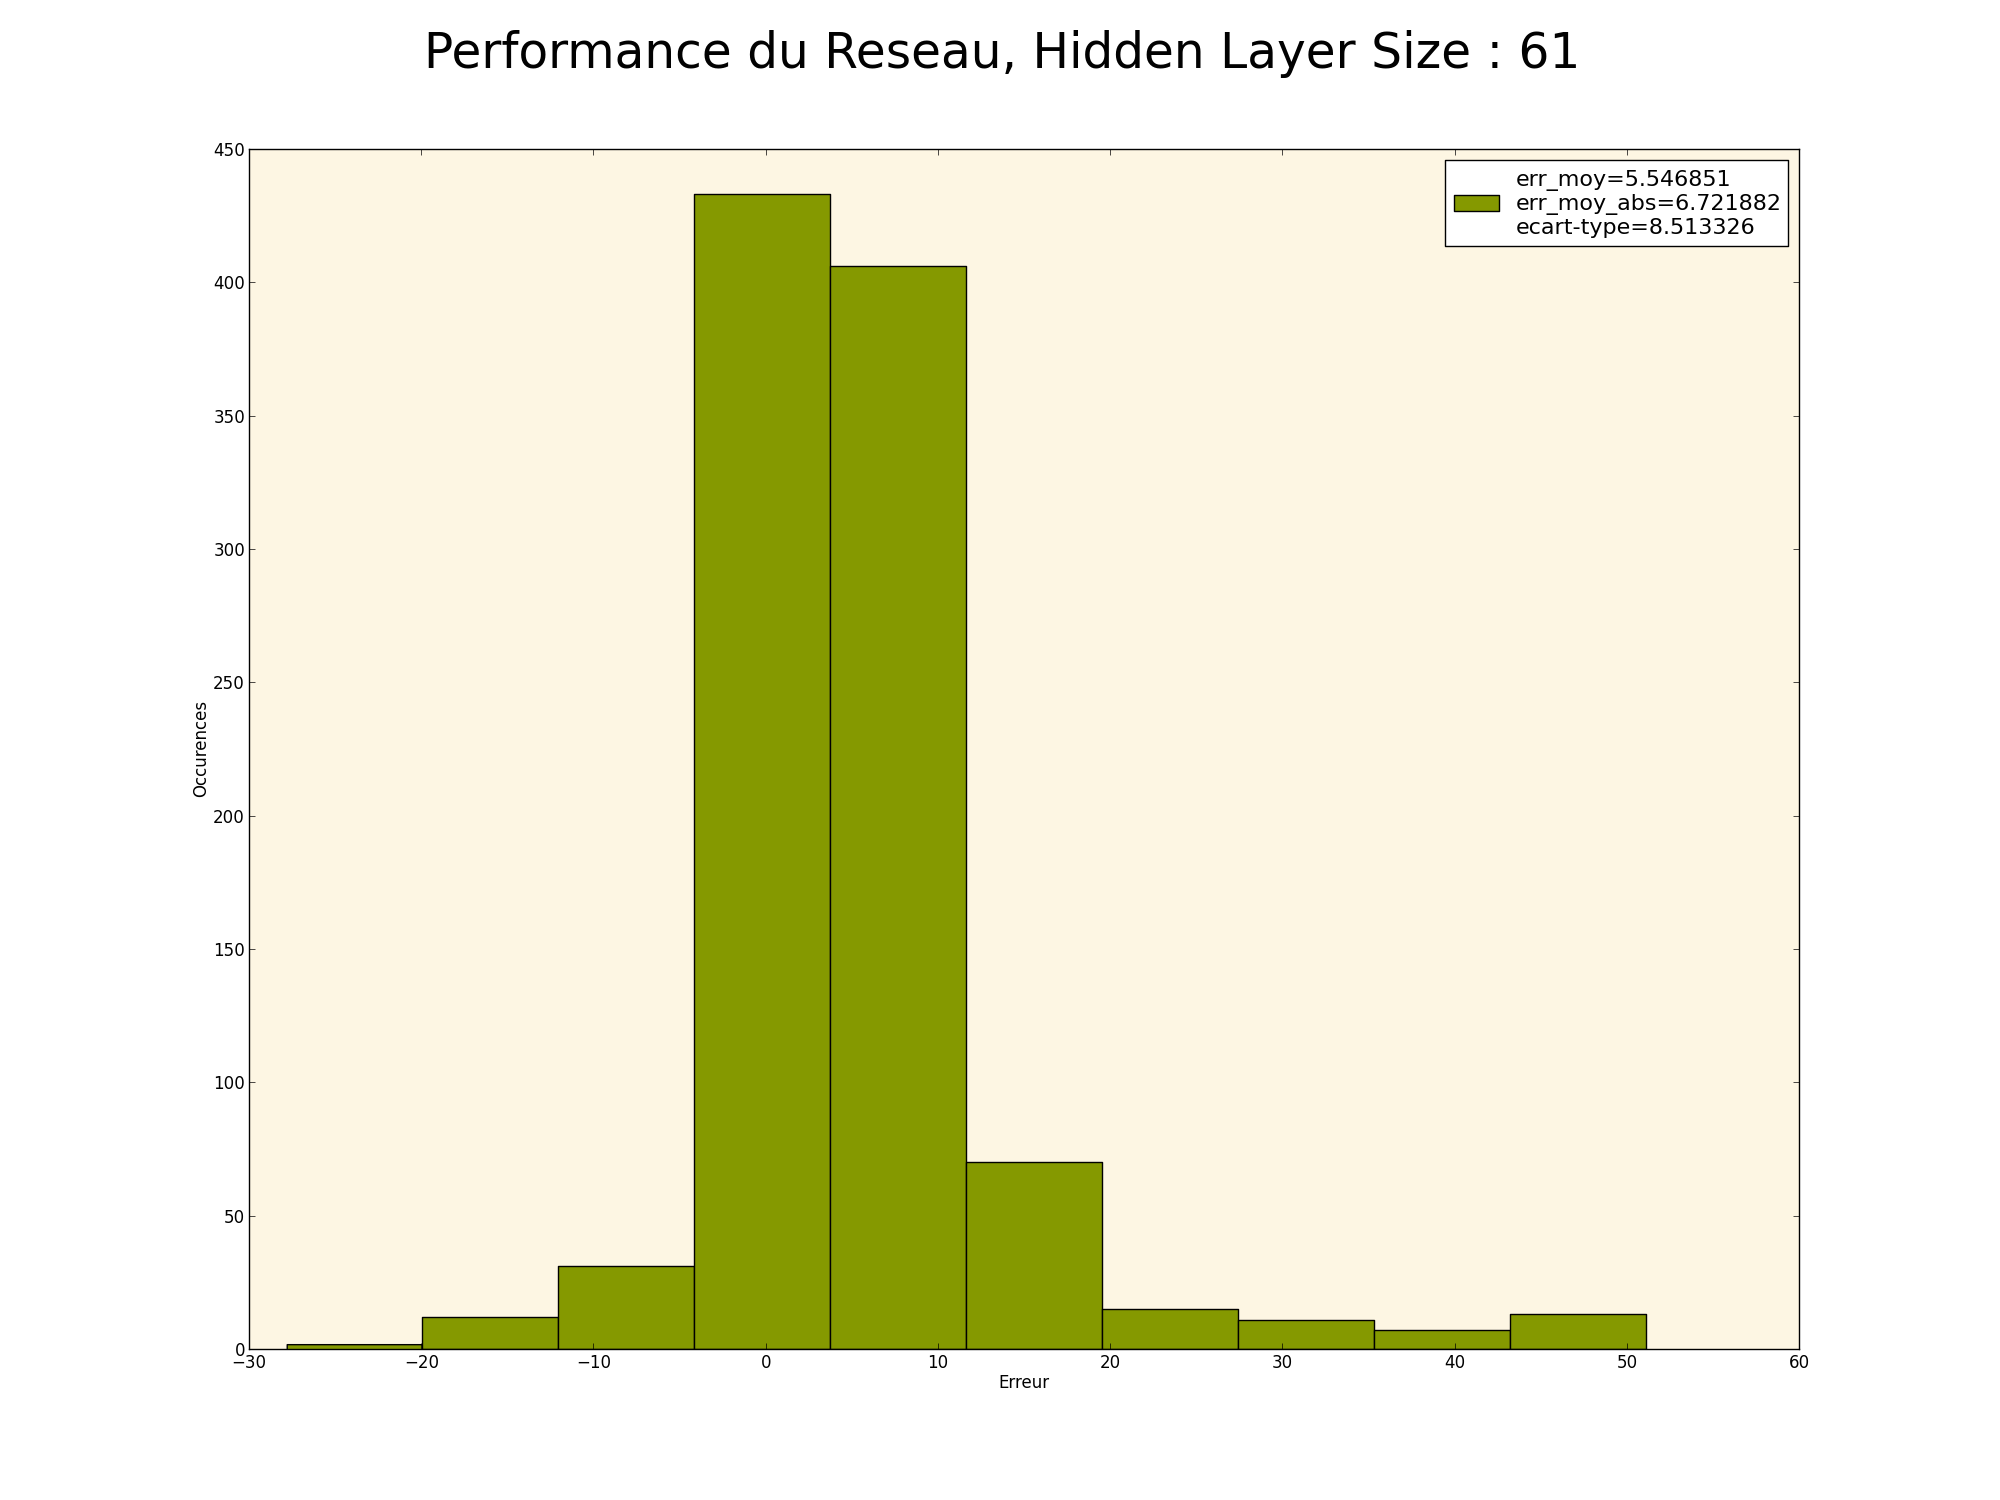 Performance du Reseau, Hidden Layer Size : 61
450
400
350
300
250
200
150
100
50
0
Occurences
err_moy=5.546851
err_moy_abs=6.721882
ecart-type=8.513326
−30 −20 −10 0 10 20 30 40 50 60
Erreur